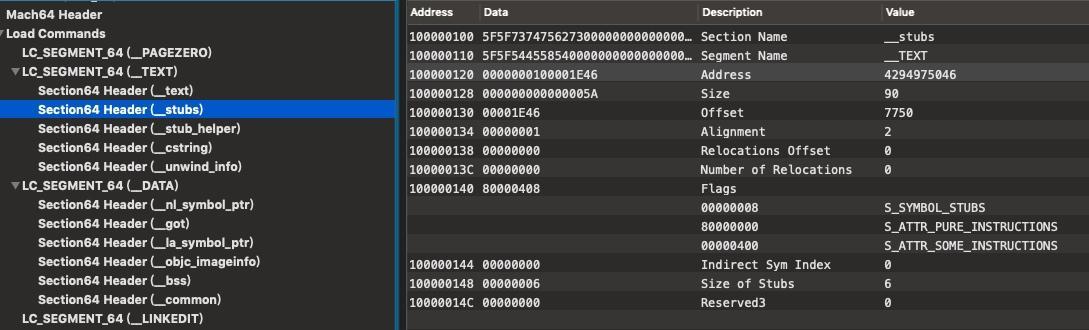 Mach64 Header
Load Commands
LC_SEGMENT_64 (__PAGEZERO)
LC_SEGMENT_64 (__TEXT)
Section64 Header (__text)
Section64 Header (__stubs)
Section64 Header (__stub_helper)
Section64 Header (__cstring)
Section64 Header (__unwind_info)
LC_SEGMENT_64 (__DATA)
Section64 Header (__nl_symbol_ptr)
Section64 Header (__got)
Section64 Header (__la_symbol_ptr)
Section64 Header (__objc_imageinfo)
Section64 Header (__bss)
Section64 Header (__common)
LC_SEGMENT_64 (__LINKEDIT)
Address Data Description Value
100000100 5F5F7374756273000000000000... Section Name __stubs
100000110 5F5F5445585400000000000000... Segment Name __TEXT
100000120 0000000100001E46 Address 4294975046
100000128 000000000000005A Size 90
100000130 00001E46 Offset 7750
100000134 00000001 Alignment 2
100000138 00000000 Relocations Offset 0
10000013C 00000000 Number of Relocations 0
100000140 80000408 Flags
00000008 S_SYMBOL_STUBS
80000000 S_ATTR_PURE_INSTRUCTIONS
00000400 S_ATTR_SOME_INSTRUCTIONS
100000144 00000000 Indirect Sym Index 0
100000148 00000006 Size of Stubs 6
10000014C 00000000 Reserved3 0